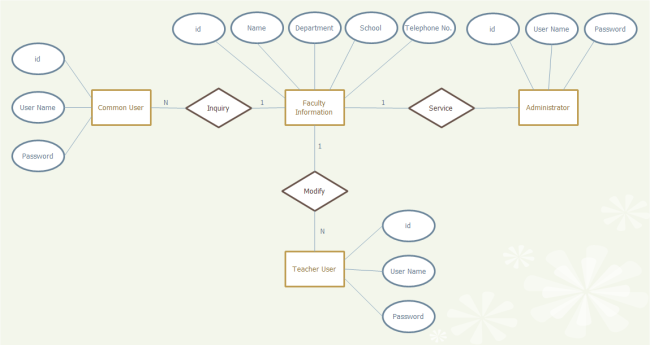 id
Name
Department
School
Telephone No.
id
User Name
Password
id
User Name
Password
Common User
N
Inquiry
1
Faculty
Information
1
Service
Administrator
1
Modify
N
Teacher User
id
User Name
Password